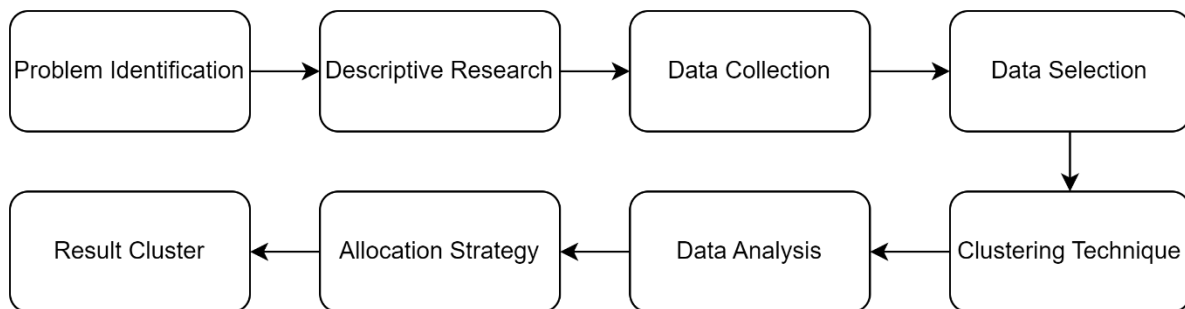 Problem Identification
Descriptive Research
Data Collection
Data Selection
Clustering Technique
Data Analysis
Allocation Strategy
Result Cluster